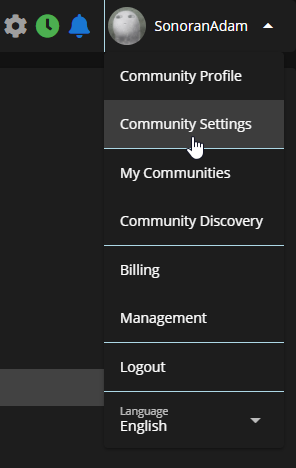 SonoranAdam
Community Profile
Community Settings
My Communities
Community Discovery
Billing
Management
Logout
Language
English